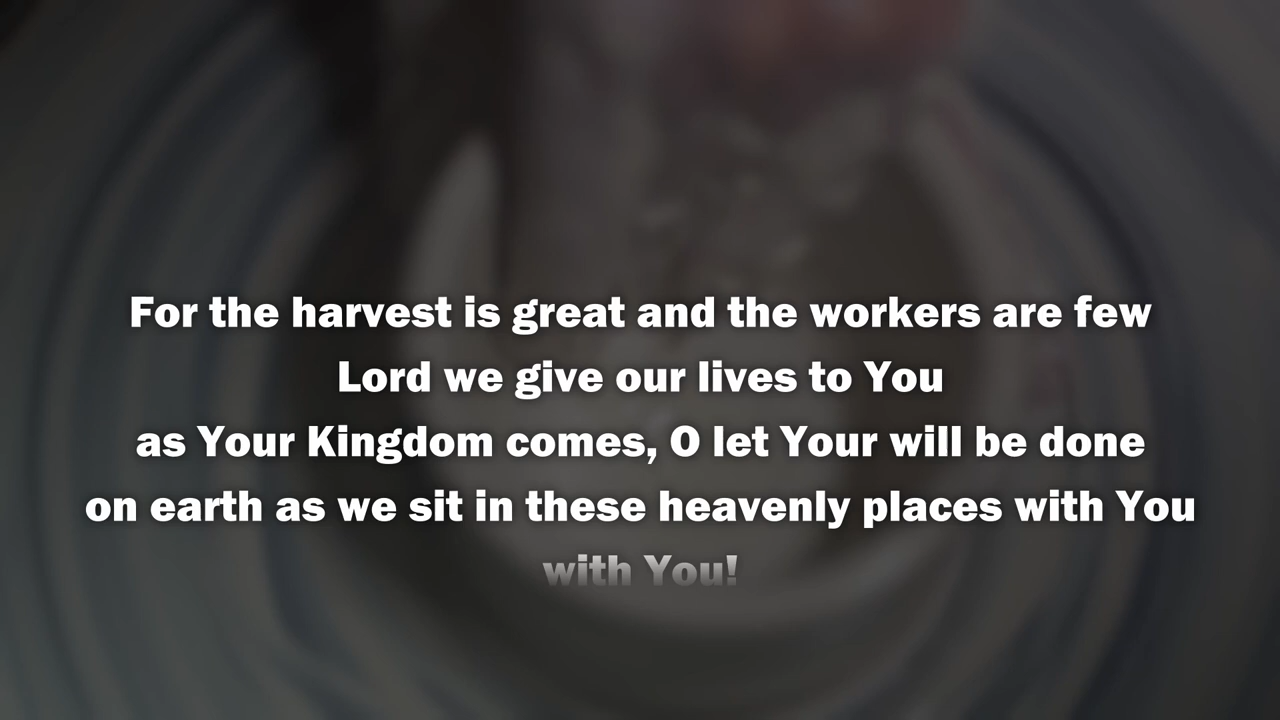 For the harvest is great and the workers are few
Lord we give our lives to You
as Your Kingdom comes, O let Your will be done
on earth as we sit in these heavenly places with You
with You!